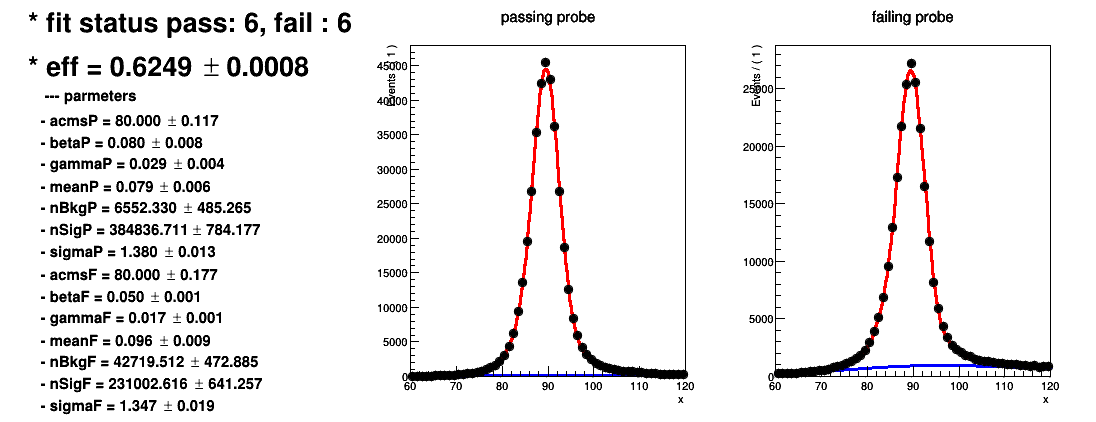 * fit status pass: 6, fail : 6
* eff = 0.6249 ± 0.0008
--- parmeters
- acmsP = 80.000 ± 0.117
- betaP = 0.080 ± 0.008
- gammaP = 0.029 ± 0.004
- meanP = 0.079 ± 0.006
- nBkgP = 6552.330 ± 485.265
- nSigP = 384836.711 ± 784.177
- sigmaP = 1.380 ± 0.013
- acmsF = 80.000 ± 0.177
- betaF = 0.050 ± 0.001
- gammaF = 0.017 ± 0.001
- meanF = 0.096 ± 0.009
- nBkgF = 42719.512 ± 472.885
- nSigF = 231002.616 ± 641.257
- sigmaF = 1.347 ± 0.019
passing probe
Events / ( 1 )
45000
40000
35000
30000
25000
20000
15000
10000
5000
0
60 70 80 90 100 110 120
x
failing probe
Events / ( 1 )
25000
20000
15000
10000
5000
0
60 70 80 90 100 110 120
x